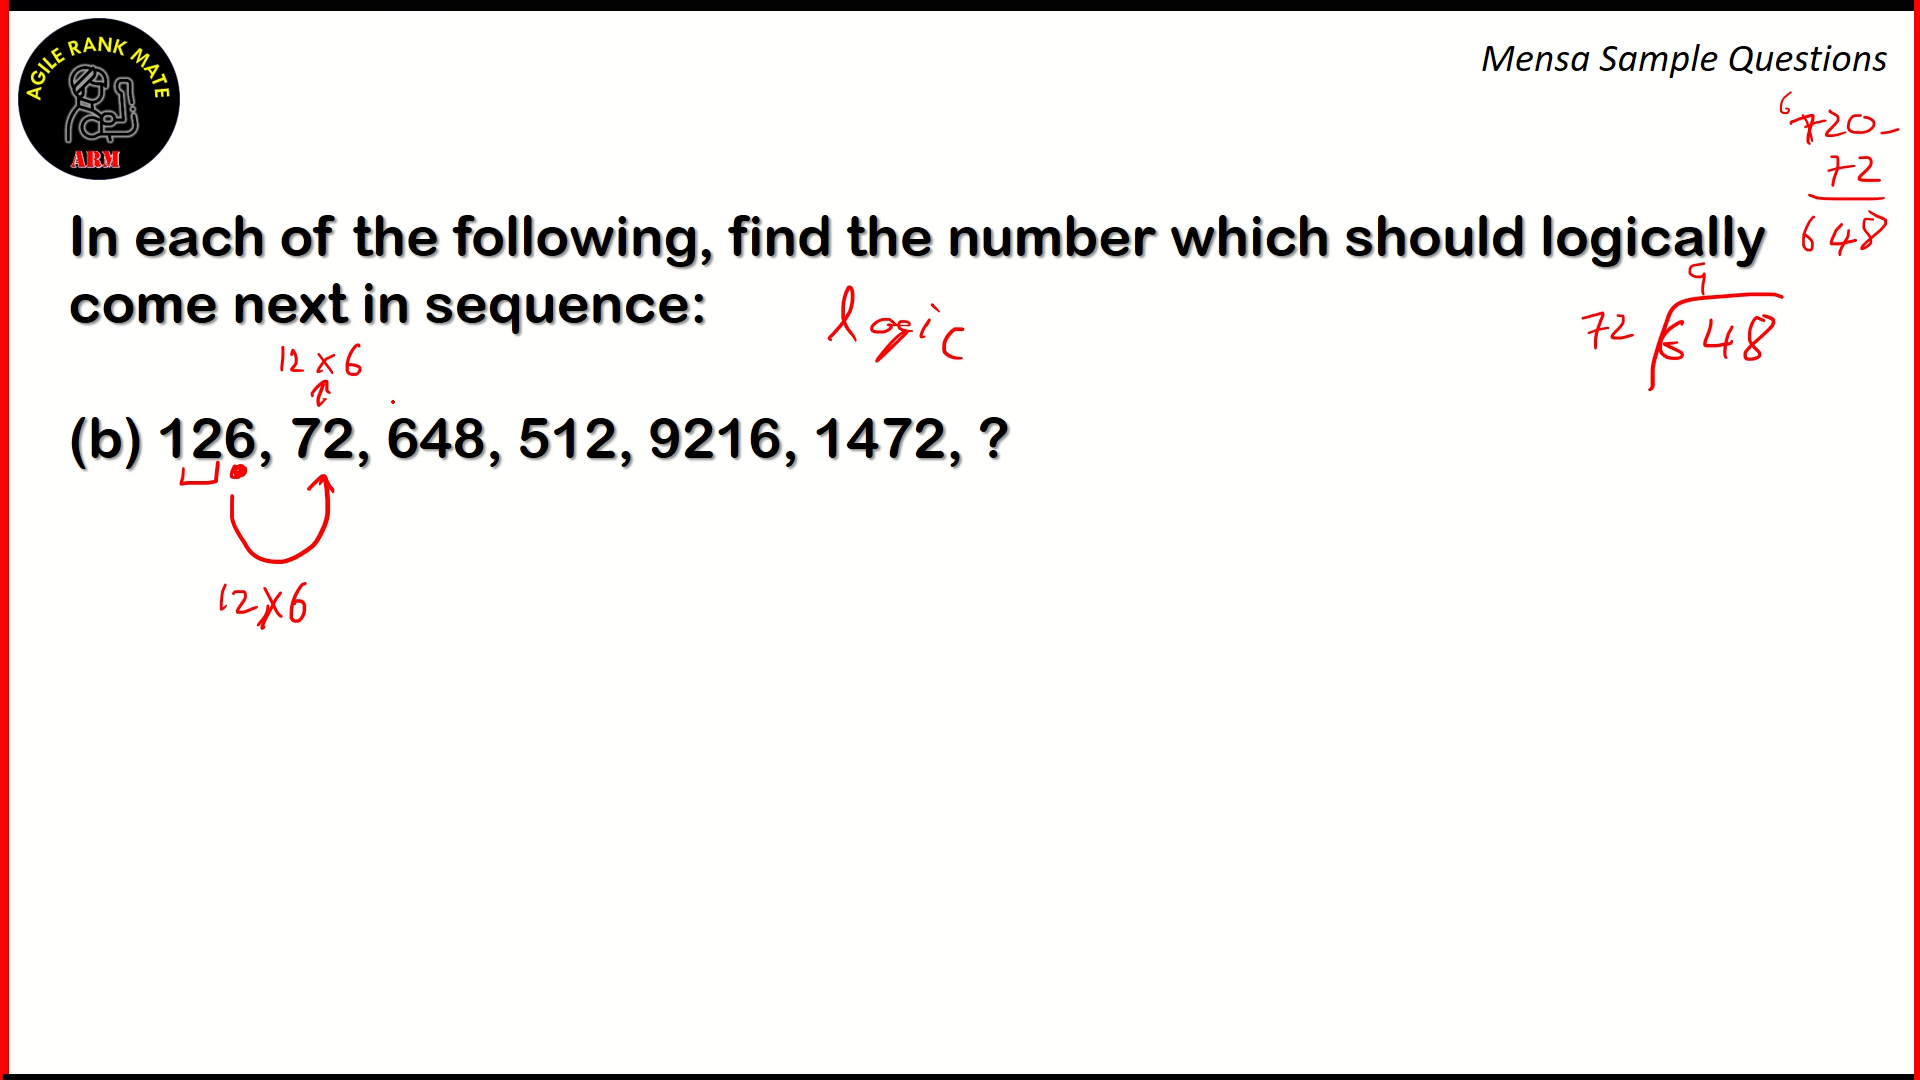 AGILE RANK MATE
ARM
Mensa Sample Questions
6
720-
72
648
In each of the following, find the number which should logically
come next in sequence:
logic
9
72 648
12 x 6
(b) 126, 72, 648, 512, 9216, 1472, ?
12x6